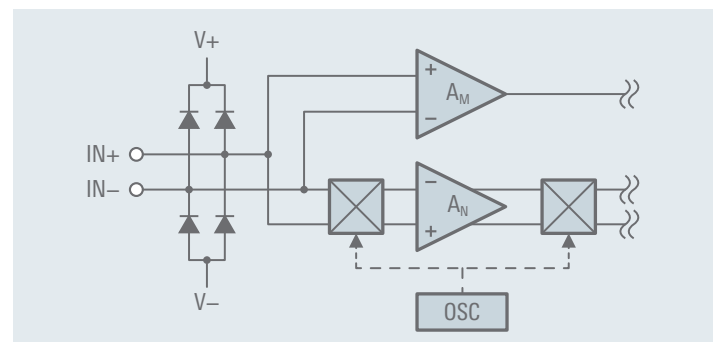 V+
+
A_M
−
IN+
IN−
−
A_N
+
V−
OSC